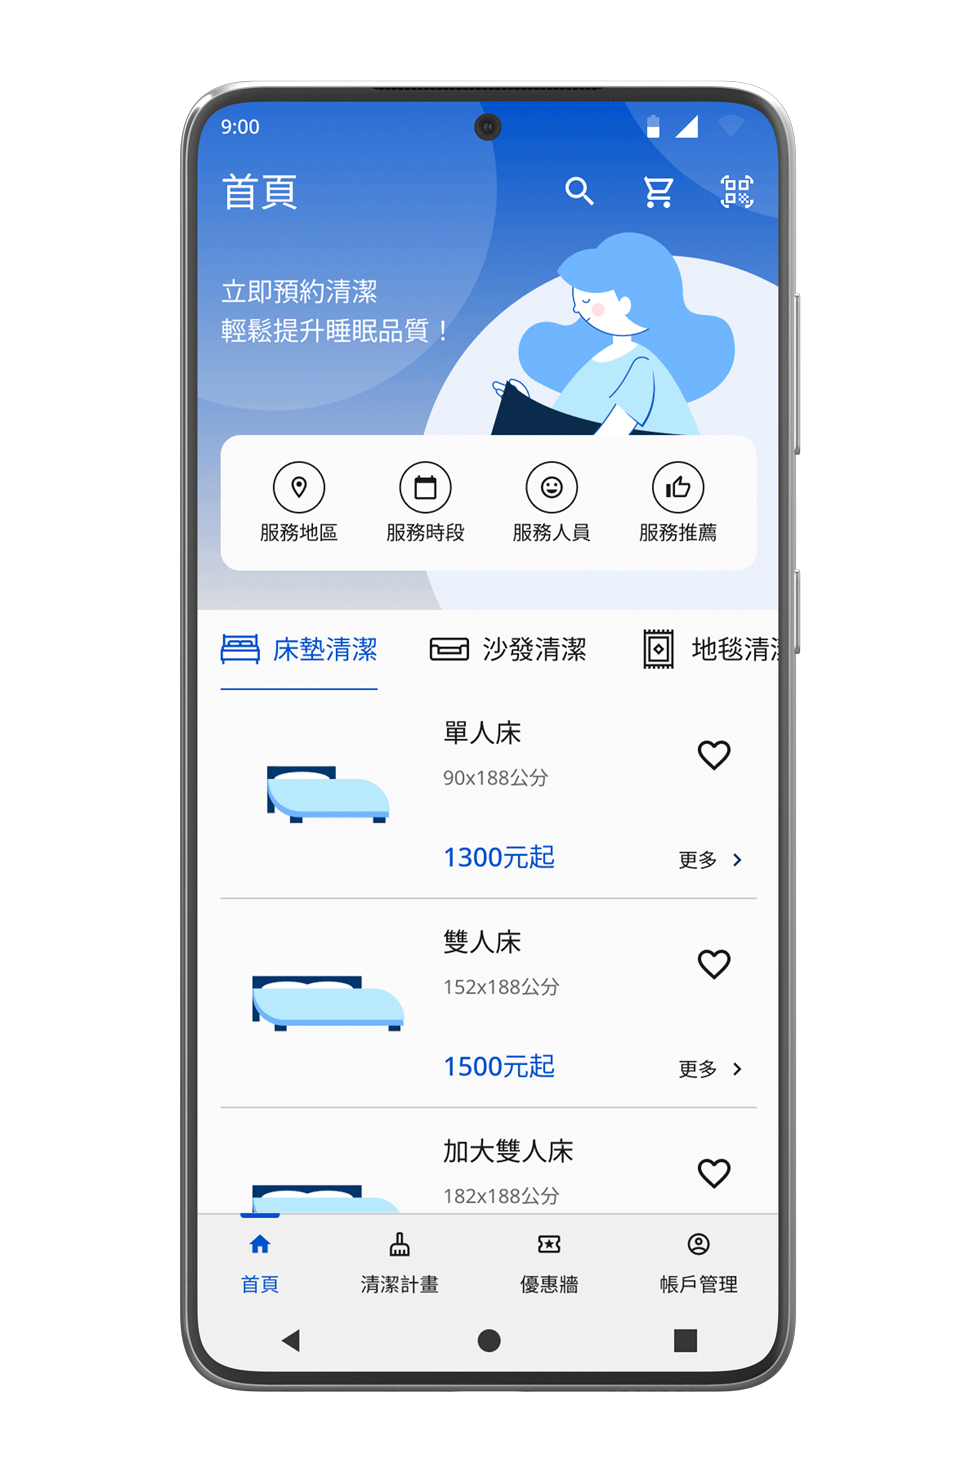 9:00
首頁
立即預約清潔
輕鬆提升睡眠品質！
服務地區
服務時段
服務人員
服務推薦
床墊清潔
沙發清潔
地毯清
單人床
90x188公分
1300元起
更多
雙人床
152x188公分
1500元起
更多
加大雙人床
182x188公分
首頁
清潔計畫
優惠牆
帳戶管理